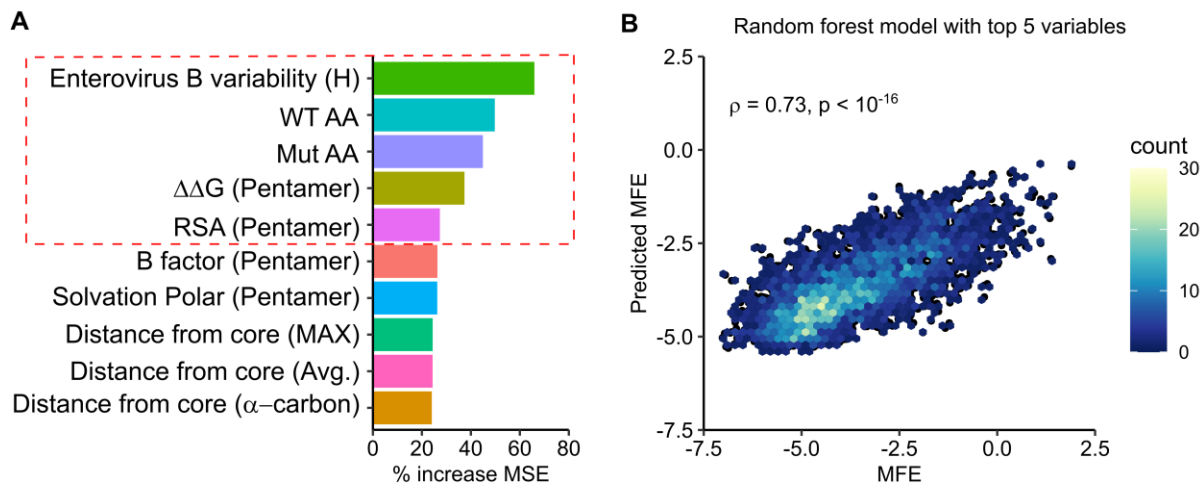 A
Enterovirus B variability (H)
WT AA
Mut AA
ΔΔG (Pentamer)
RSA (Pentamer)
B factor (Pentamer)
Solvation Polar (Pentamer)
Distance from core (MAX)
Distance from core (Avg.)
Distance from core (α−carbon)
0 20 40 60 80
% increase MSE
B
Random forest model with top 5 variables
2.5
ρ = 0.73, p < 10⁻¹⁶
0.0
-2.5
-5.0
-7.5
Predicted MFE
-7.5 -5.0 -2.5 0.0 2.5
MFE
count
30
20
10
0